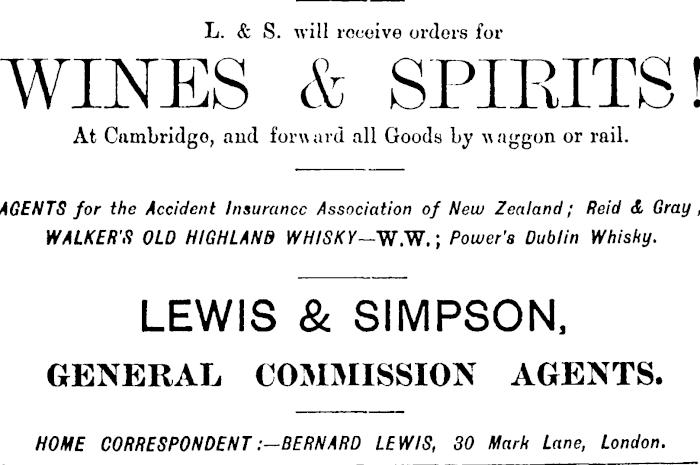 L. & S. will receive orders for
WINES & SPIRITS!
At Cambridge, and forward all Goods by waggon or rail.
AGENTS for the Accident Insurance Association of New Zealand; Reid & Gray,
WALKER'S OLD HIGHLAND WHISKY—W.W.; Power's Dublin Whisky.
LEWIS & SIMPSON,
GENERAL COMMISSION AGENTS.
HOME CORRESPONDENT:—BERNARD LEWIS, 30 Mark Lane, London.